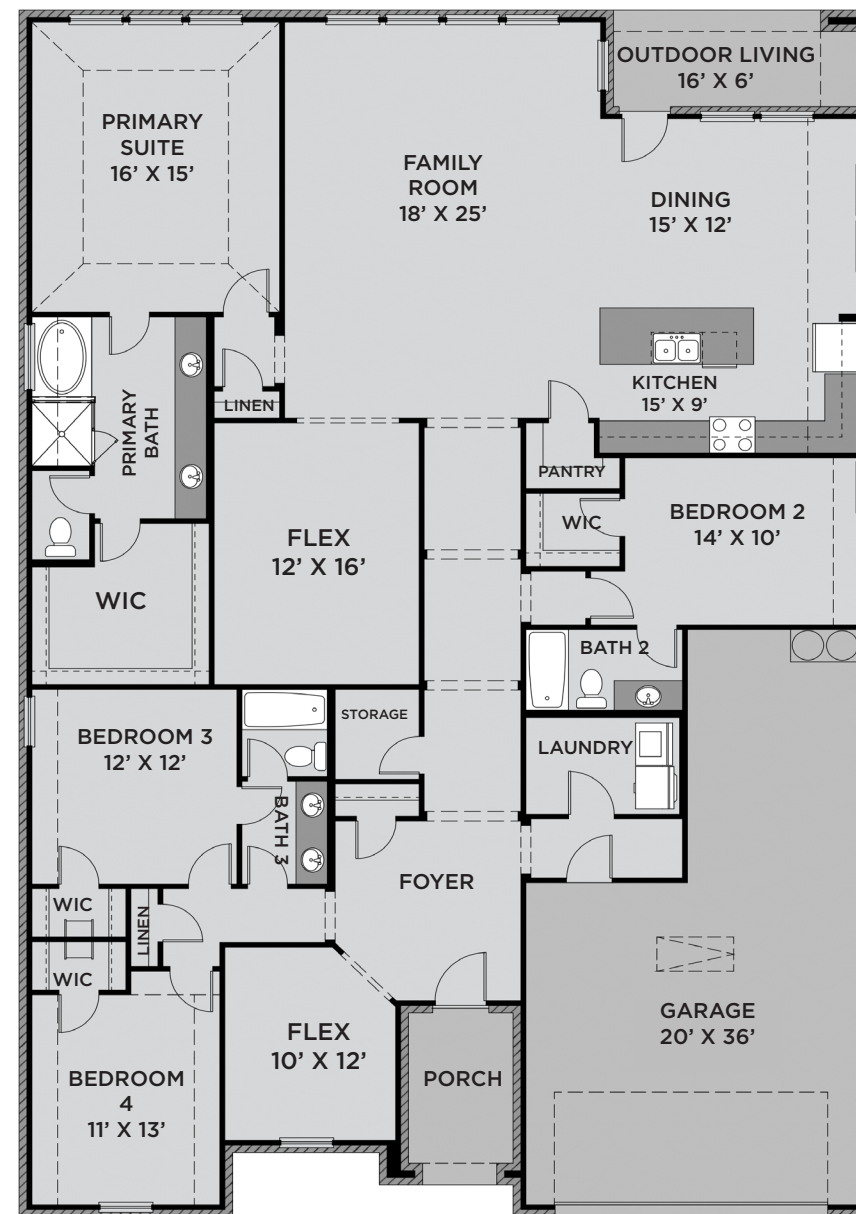 OUTDOOR LIVING
16' X 6'
PRIMARY
SUITE
16' X 15'
FAMILY
ROOM
18' X 25'
DINING
15' X 12'
KITCHEN
15' X 9'
LINEN
PRIMARY
BATH
PANTRY
WIC
BEDROOM 2
14' X 10'
FLEX
12' X 16'
WIC
BATH 2
STORAGE
BEDROOM 3
12' X 12'
LAUNDRY
BATH 3
FOYER
WIC
LINEN
WIC
GARAGE
20' X 36'
FLEX
10' X 12'
PORCH
BEDROOM
4
11' X 13'